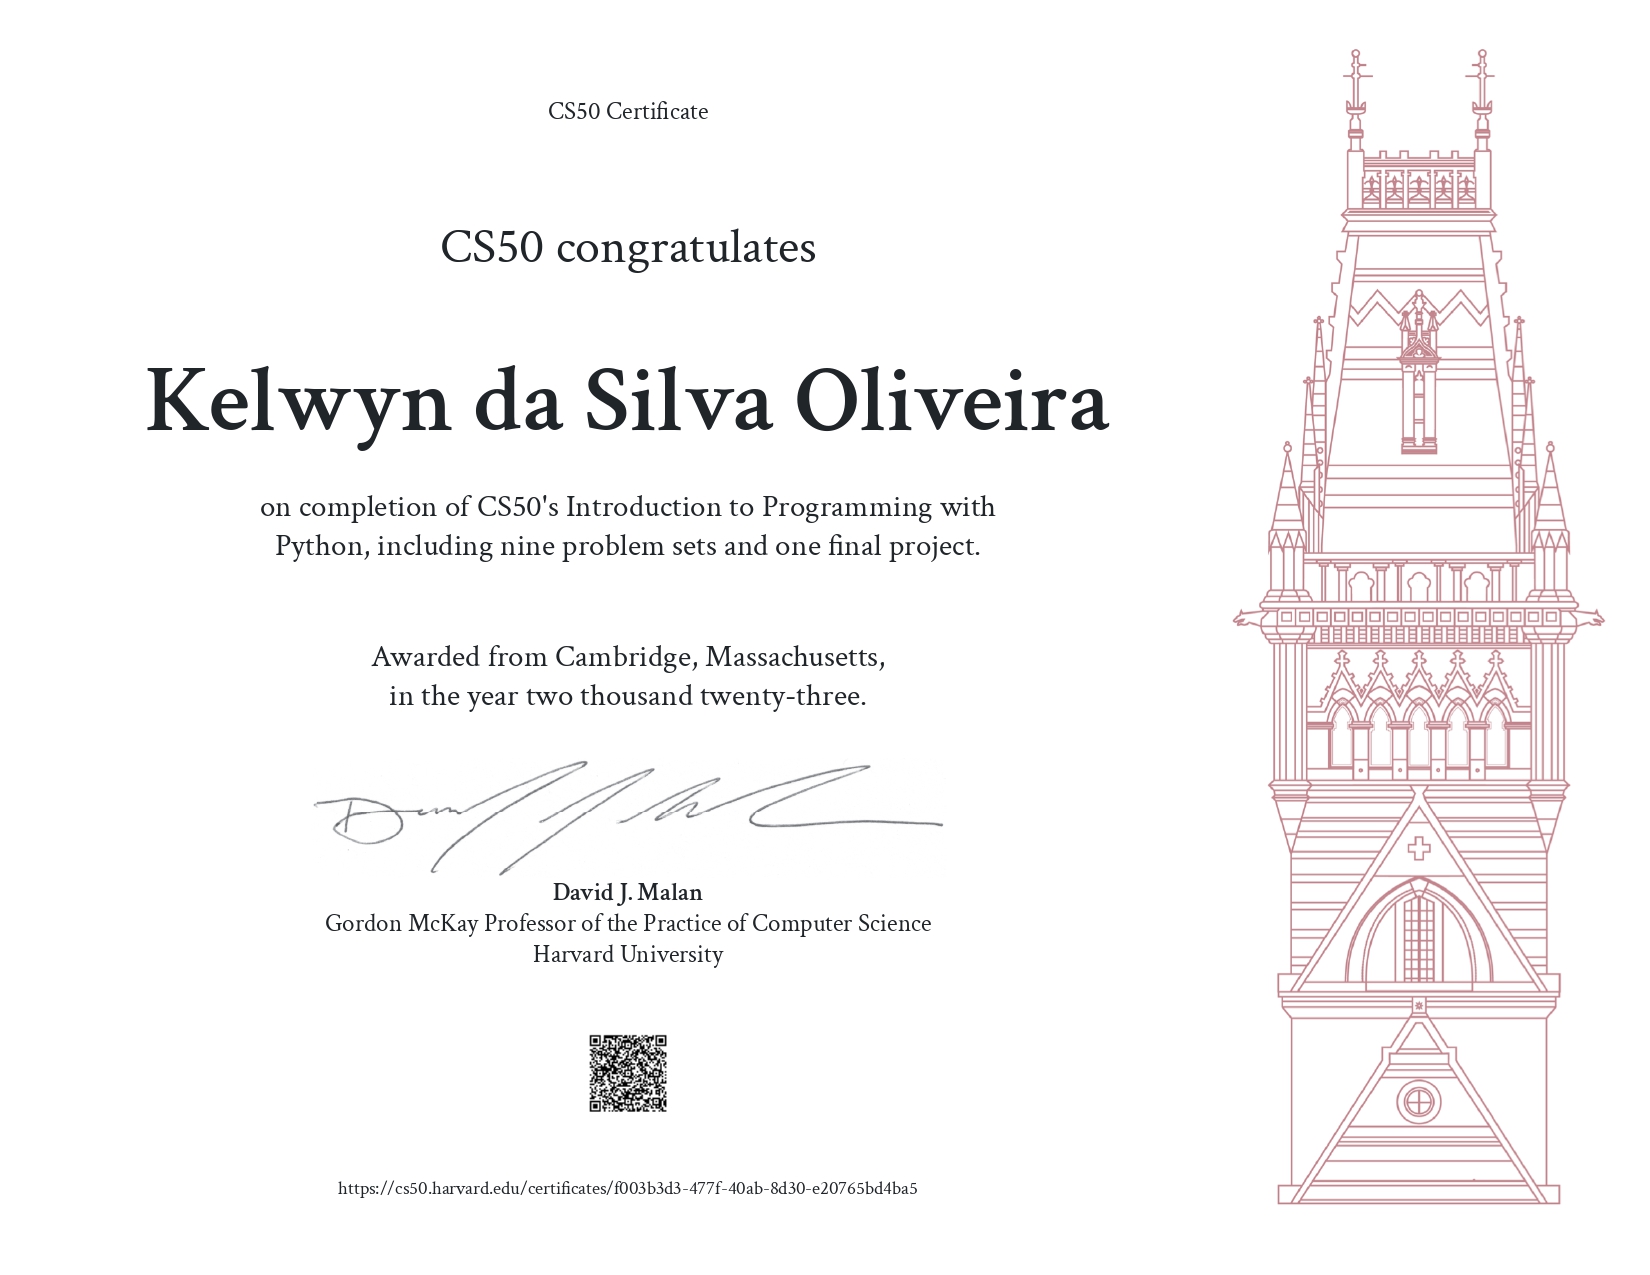 CS50 Certificate
CS50 congratulates
Kelwyn da Silva Oliveira
on completion of CS50's Introduction to Programming with
Python, including nine problem sets and one final project.
Awarded from Cambridge, Massachusetts,
in the year two thousand twenty-three.
David J. Malan
Gordon McKay Professor of the Practice of Computer Science
Harvard University
https://cs50.harvard.edu/certificates/f003b3d3-477f-40ab-8d30-e20765bd4ba5